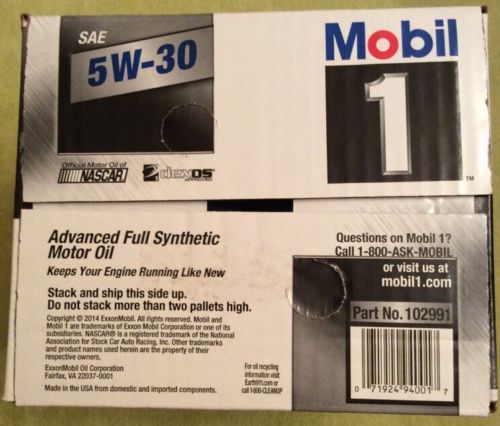 SAE
5W-30
Mobil
1
TM
Official Motor Oil of
NASCAR
dexos
APPROVED
Advanced Full Synthetic
Motor Oil
Keeps Your Engine Running Like New
Stack and ship this side up.
Do not stack more than two pallets high.
Copyright © 2014 ExxonMobil. All rights reserved. Mobil and
Mobil 1 are trademarks of Exxon Mobil Corporation or one of its
subsidiaries. NASCAR® is a registered trademark of the National
Association for Stock Car Auto Racing, Inc. Other trademarks
and product names used herein are the property of their
respective owners.
ExxonMobil Oil Corporation
Fairfax, VA 22037-0001
Made in the USA from domestic and imported components.
For oil recycling
information visit
Earth911.com or
call 1-800-CLEANUP
Questions on Mobil 1?
Call 1-800-ASK-MOBIL
or visit us at
mobil1.com
Part No. 102991
0 71924 94001 7